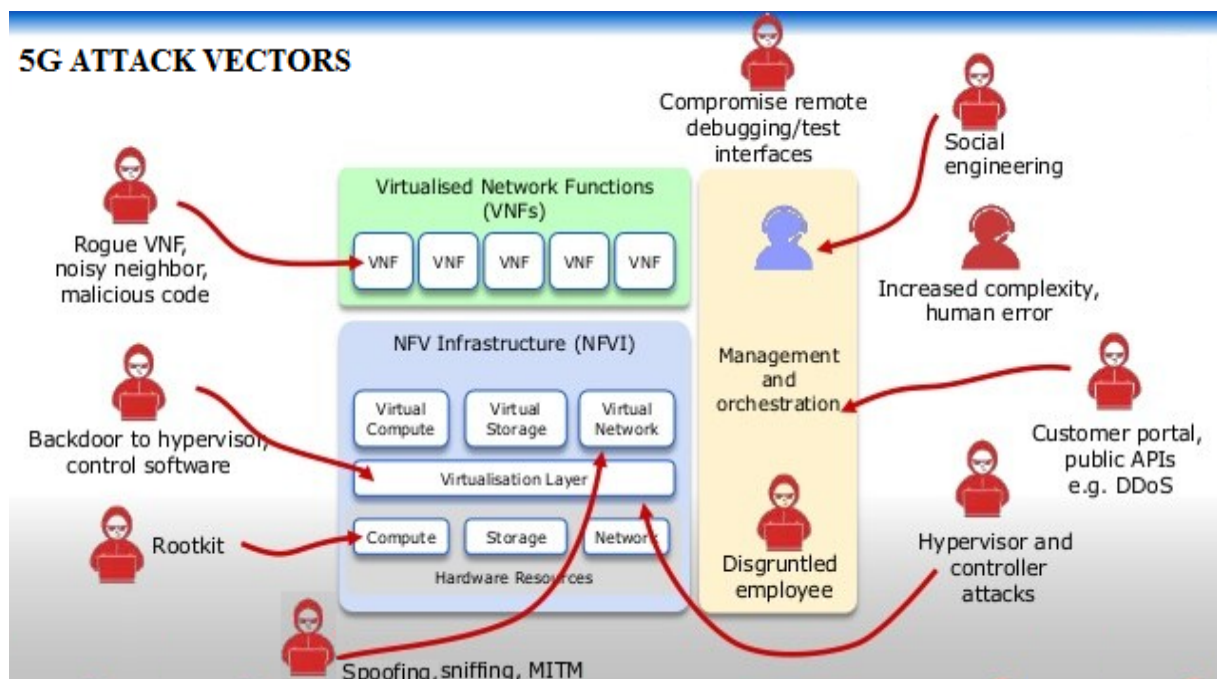 5G ATTACK VECTORS
Compromise remote
debugging/test
interfaces
Social
engineering
Rogue VNF,
noisy neighbor,
malicious code
Virtualised Network Functions
(VNFs)
VNF VNF VNF VNF VNF
Increased complexity,
human error
NFV Infrastructure (NFVI)
Virtual
Compute
Virtual
Storage
Virtual
Network
Virtualisation Layer
Compute Storage Network
Hardware Resources
Management
and
orchestration
Backdoor to hypervisor,
control software
Rootkit
Customer portal,
public APIs
e.g. DDoS
Disgruntled
employee
Hypervisor and
controller
attacks
Spoofing, sniffing, MITM